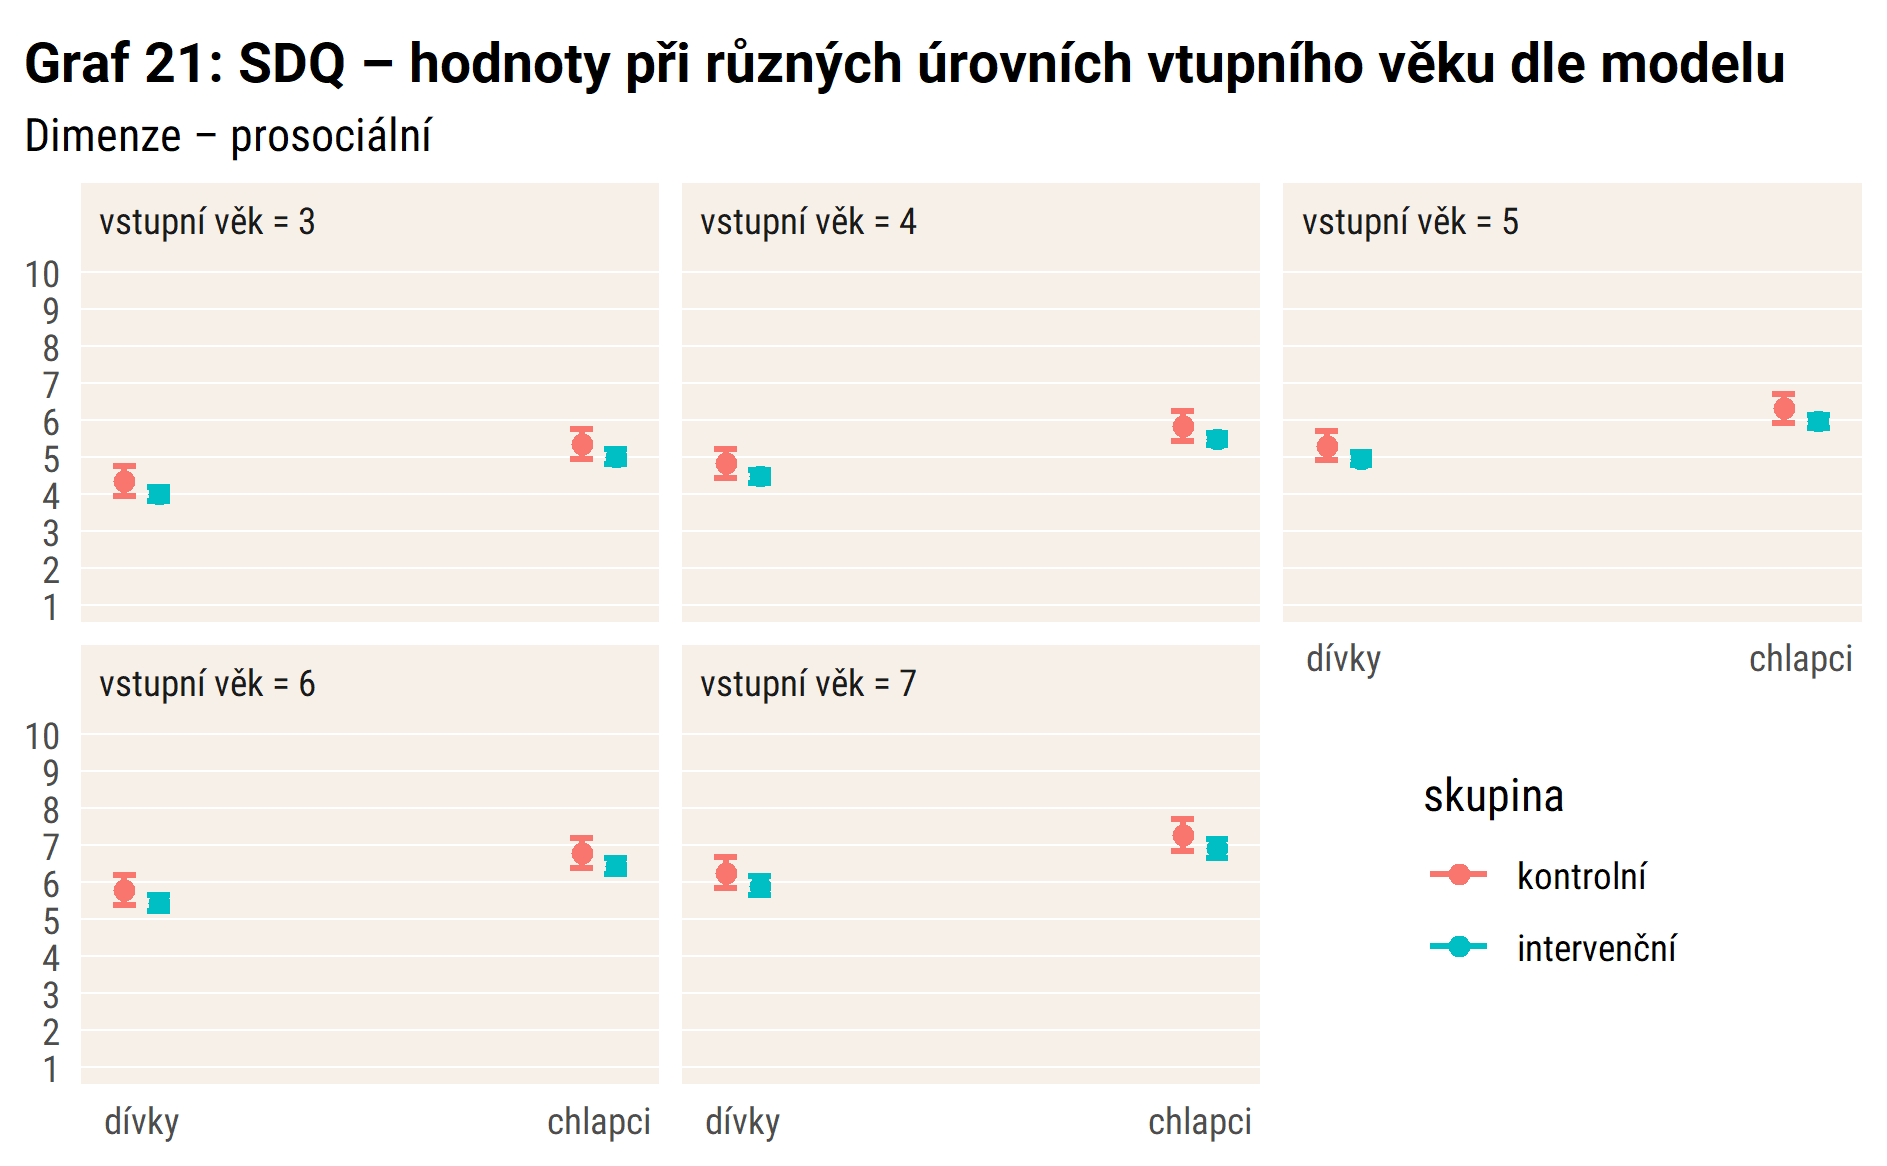 Graf 21: SDQ – hodnoty při různých úrovních vtupního věku dle modelu
Dimenze – prosociální
vstupní věk = 3
vstupní věk = 4
vstupní věk = 5
10
9
8
7
6
5
4
3
2
1
dívky
chlapci
vstupní věk = 6
vstupní věk = 7
10
9
8
7
6
5
4
3
2
1
dívky
chlapci
dívky
chlapci
skupina
kontrolní
intervenční